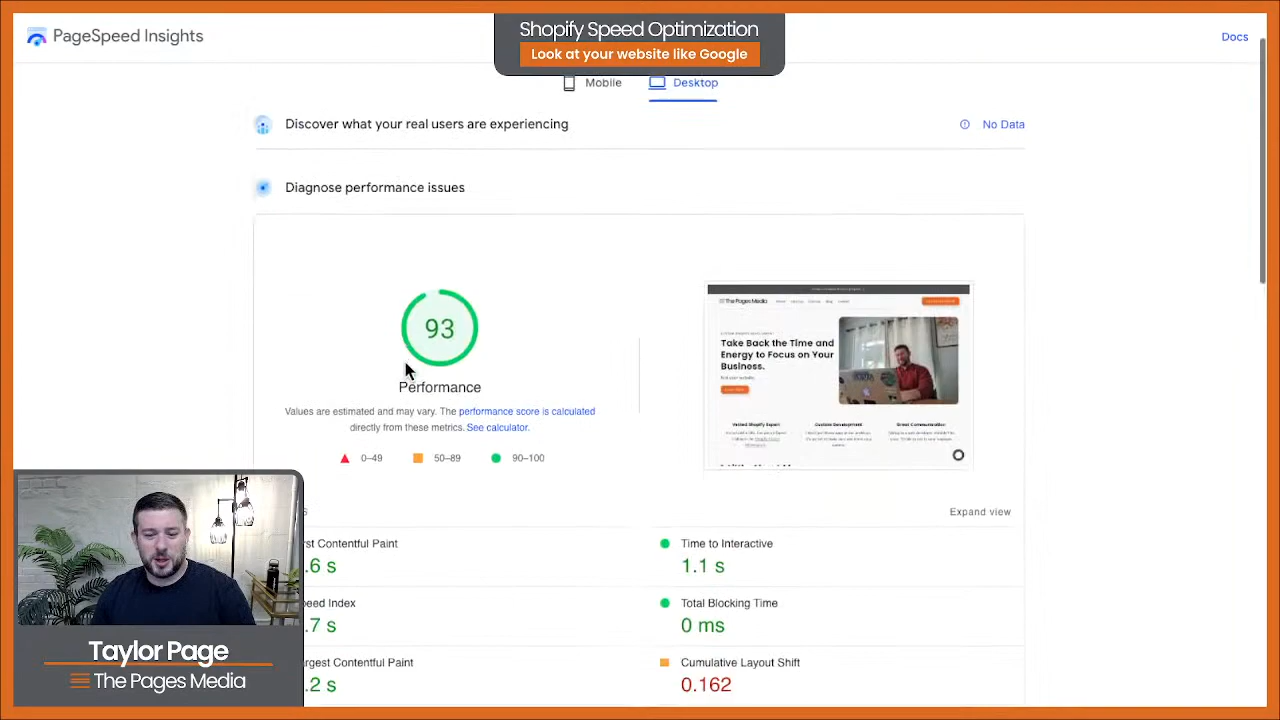 Shopify Speed Optimization
Look at your website like Google
PageSpeed Insights
Docs
Mobile
Desktop
Discover what your real users are experiencing
No Data
Diagnose performance issues
93
Performance
Values are estimated and may vary. The performance score is calculated
directly from these metrics. See calculator.
0–49
50–89
90–100
The Pages Media
Take Back the Time and
Energy to Focus on Your
Business.
Expand view
Contentful Paint
.6 s
Time to Interactive
1.1 s
Index
.7 s
Total Blocking Time
0 ms
Contentful Paint
.2 s
Cumulative Layout Shift
0.162
Taylor Page
The Pages Media